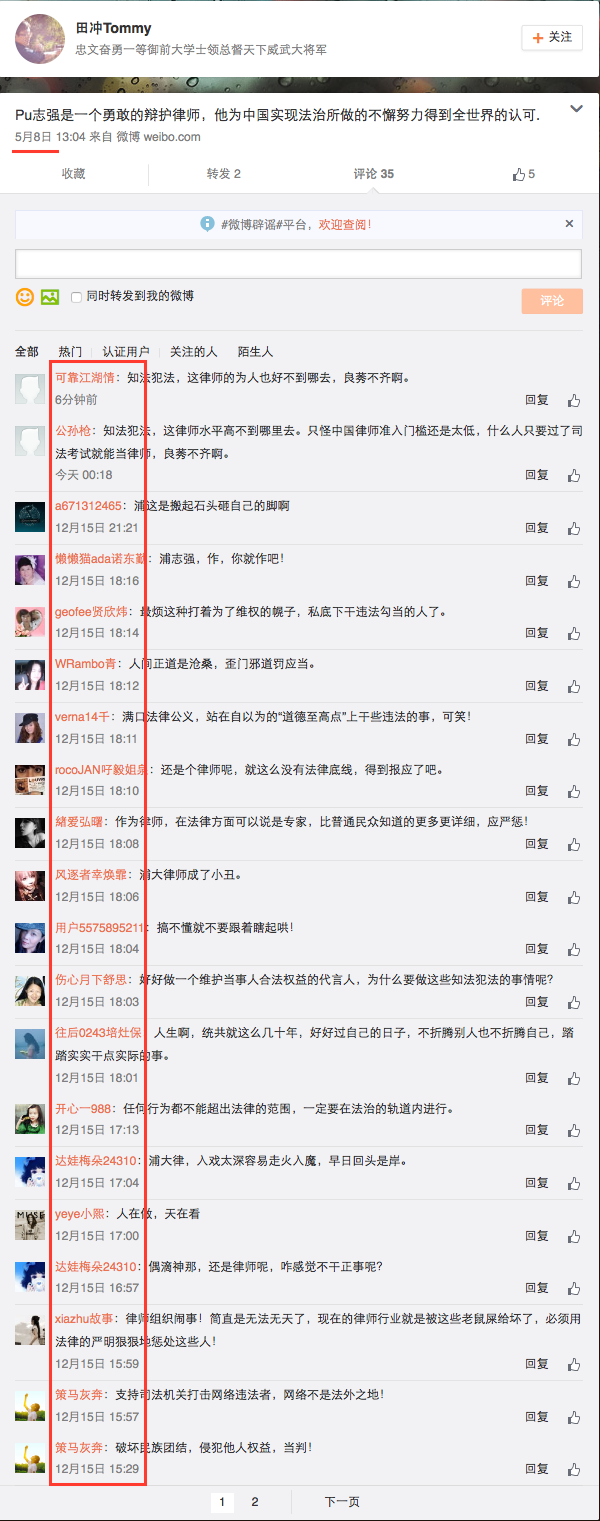 田冲Tommy
忠文奋勇一等御前大学士领总督天下威武大将军
+ 关注
Pu志强是一个勇敢的辩护律师，他为中国实现法治所做的不懈努力得到全世界的认可.
5月8日 13:04 来自 微博 weibo.com
收藏 转发 2 评论 35 5
#微博辟谣#平台，欢迎查阅！
同时转发到我的微博
评论
全部 热门 认证用户 关注的人 陌生人
可靠江湖情：知法犯法，这律师的为人也好不到哪去，良莠不齐啊。
6分钟前 回复
公孙枪：知法犯法，这律师水平高不到哪里去。只怪中国律师准入门槛还是太低，什么人只要过了司
法考试就能当律师，良莠不齐啊。
今天 00:18 回复
a671312465：浦这是搬起石头砸自己的脚啊
12月15日 21:21 回复
懒懒猫ada诺东勤：浦志强，作，你就作吧！
12月15日 18:16 回复
geofee贤欣炜：最烦这种打着为了维权的幌子，私底下干违法勾当的人了。
12月15日 18:14 回复
WRambo青：人间正道是沧桑，歪门邪道罚应当。
12月15日 18:12 回复
verna14千：满口法律公义，站在自以为的“道德至高点”上干些违法的事，可笑！
12月15日 18:11 回复
rocoJAN吁毅姐泉：还是个律师呢，就这么没有法律底线，得到报应了吧。
12月15日 18:10 回复
緒爱弘曙：作为律师，在法律方面可以说是专家，比普通民众知道的更多更详细，应严惩！
12月15日 18:08 回复
风逐者幸焕霏：浦大律师成了小丑。
12月15日 18:06 回复
用户5575895211：搞不懂就不要跟着瞎起哄！
12月15日 18:04 回复
伤心月下舒思：好好做一个维护当事人合法权益的代言人，为什么要做这些知法犯法的事情呢?
12月15日 18:03 回复
往后0243培灶保：人生啊，统共就这么几十年，好好过自己的日子，不折腾别人也不折腾自己，踏
踏实实干点实际的事。
12月15日 18:01 回复
开心一988：任何行为都不能超出法律的范围，一定要在法治的轨道内进行。
12月15日 17:13 回复
达娃梅朵24310：浦大律，入戏太深容易走火入魔，早日回头是岸。
12月15日 17:04 回复
yeye小熙：人在做，天在看
12月15日 17:00 回复
达娃梅朵24310：偶滴神那，还是律师呢，咋感觉不干正事呢?
12月15日 16:57 回复
xiazhu故事：律师组织闹事！简直是无法无天了，现在的律师行业就是被这些老鼠屎给坏了，必须用
法律的严明狠狠地惩处这些人！
12月15日 15:59 回复
策马灰奔：支持司法机关打击网络违法者，网络不是法外之地！
12月15日 15:57 回复
策马灰奔：破坏民族团结，侵犯他人权益，当判！
12月15日 15:29 回复
1 2 下一页